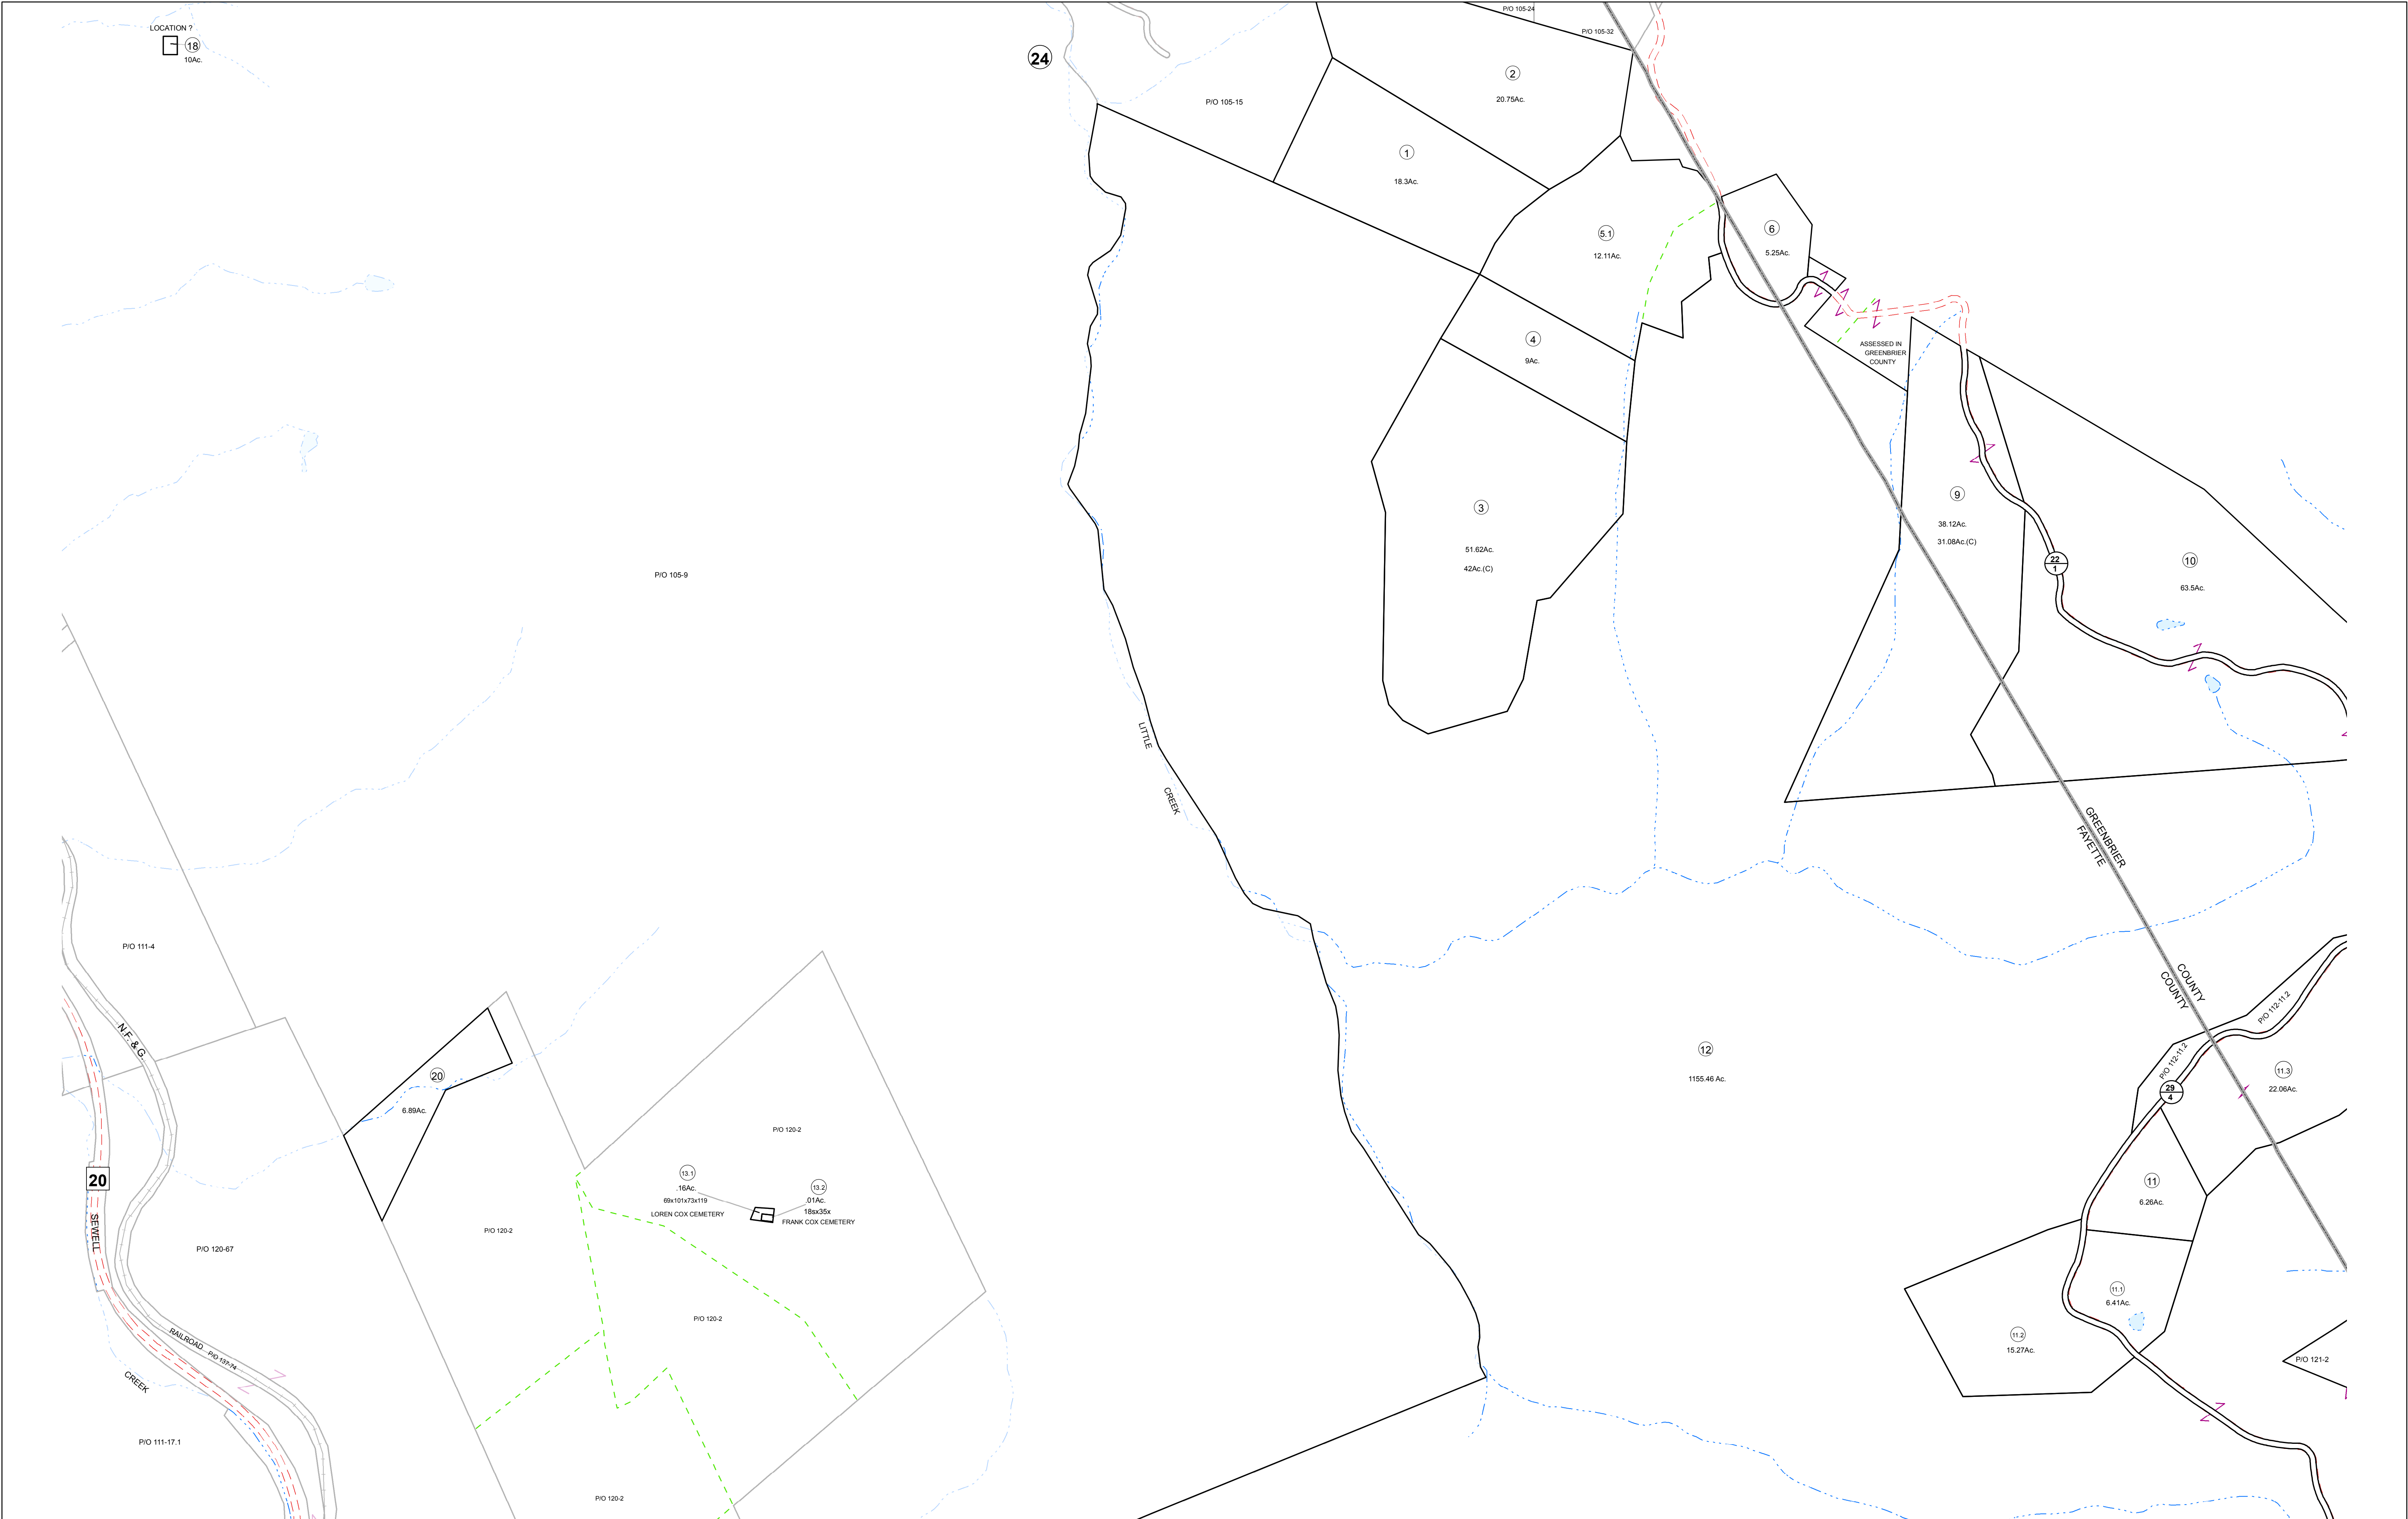 LOCATION ?
18
10Ac.
24
P/O 105-24
P/O 105-32
2
20.75Ac.
P/O 105-15
1
18.3Ac.
5.1
12.11Ac.
6
5.25Ac.
4
9Ac.
ASSESSED IN
GREENBRIER
COUNTY
3
51.62Ac.
42Ac.(C)
9
38.12Ac.
31.08Ac.(C)
22
1
10
63.5Ac.
P/O 105-9
LITTLE
CREEK
GREENBRIER
FAYETTE
COUNTY
COUNTY
P/O 111-4
N.F. & G.
20
6.89Ac.
P/O 112-11.2
P/O 112-11.2
29
4
11.3
22.06Ac.
12
1155.46 Ac.
P/O 120-2
13.1
.16Ac.
69x101x73x119
LOREN COX CEMETERY
13.2
.01Ac.
18sx35x
FRANK COX CEMETERY
20
SEWELL
P/O 120-67
P/O 120-2
11
6.26Ac.
11.1
6.41Ac.
11.2
15.27Ac.
P/O 121-2
P/O 120-2
RAILROAD
P/O 137-74
CREEK
P/O 111-17.1
P/O 120-2